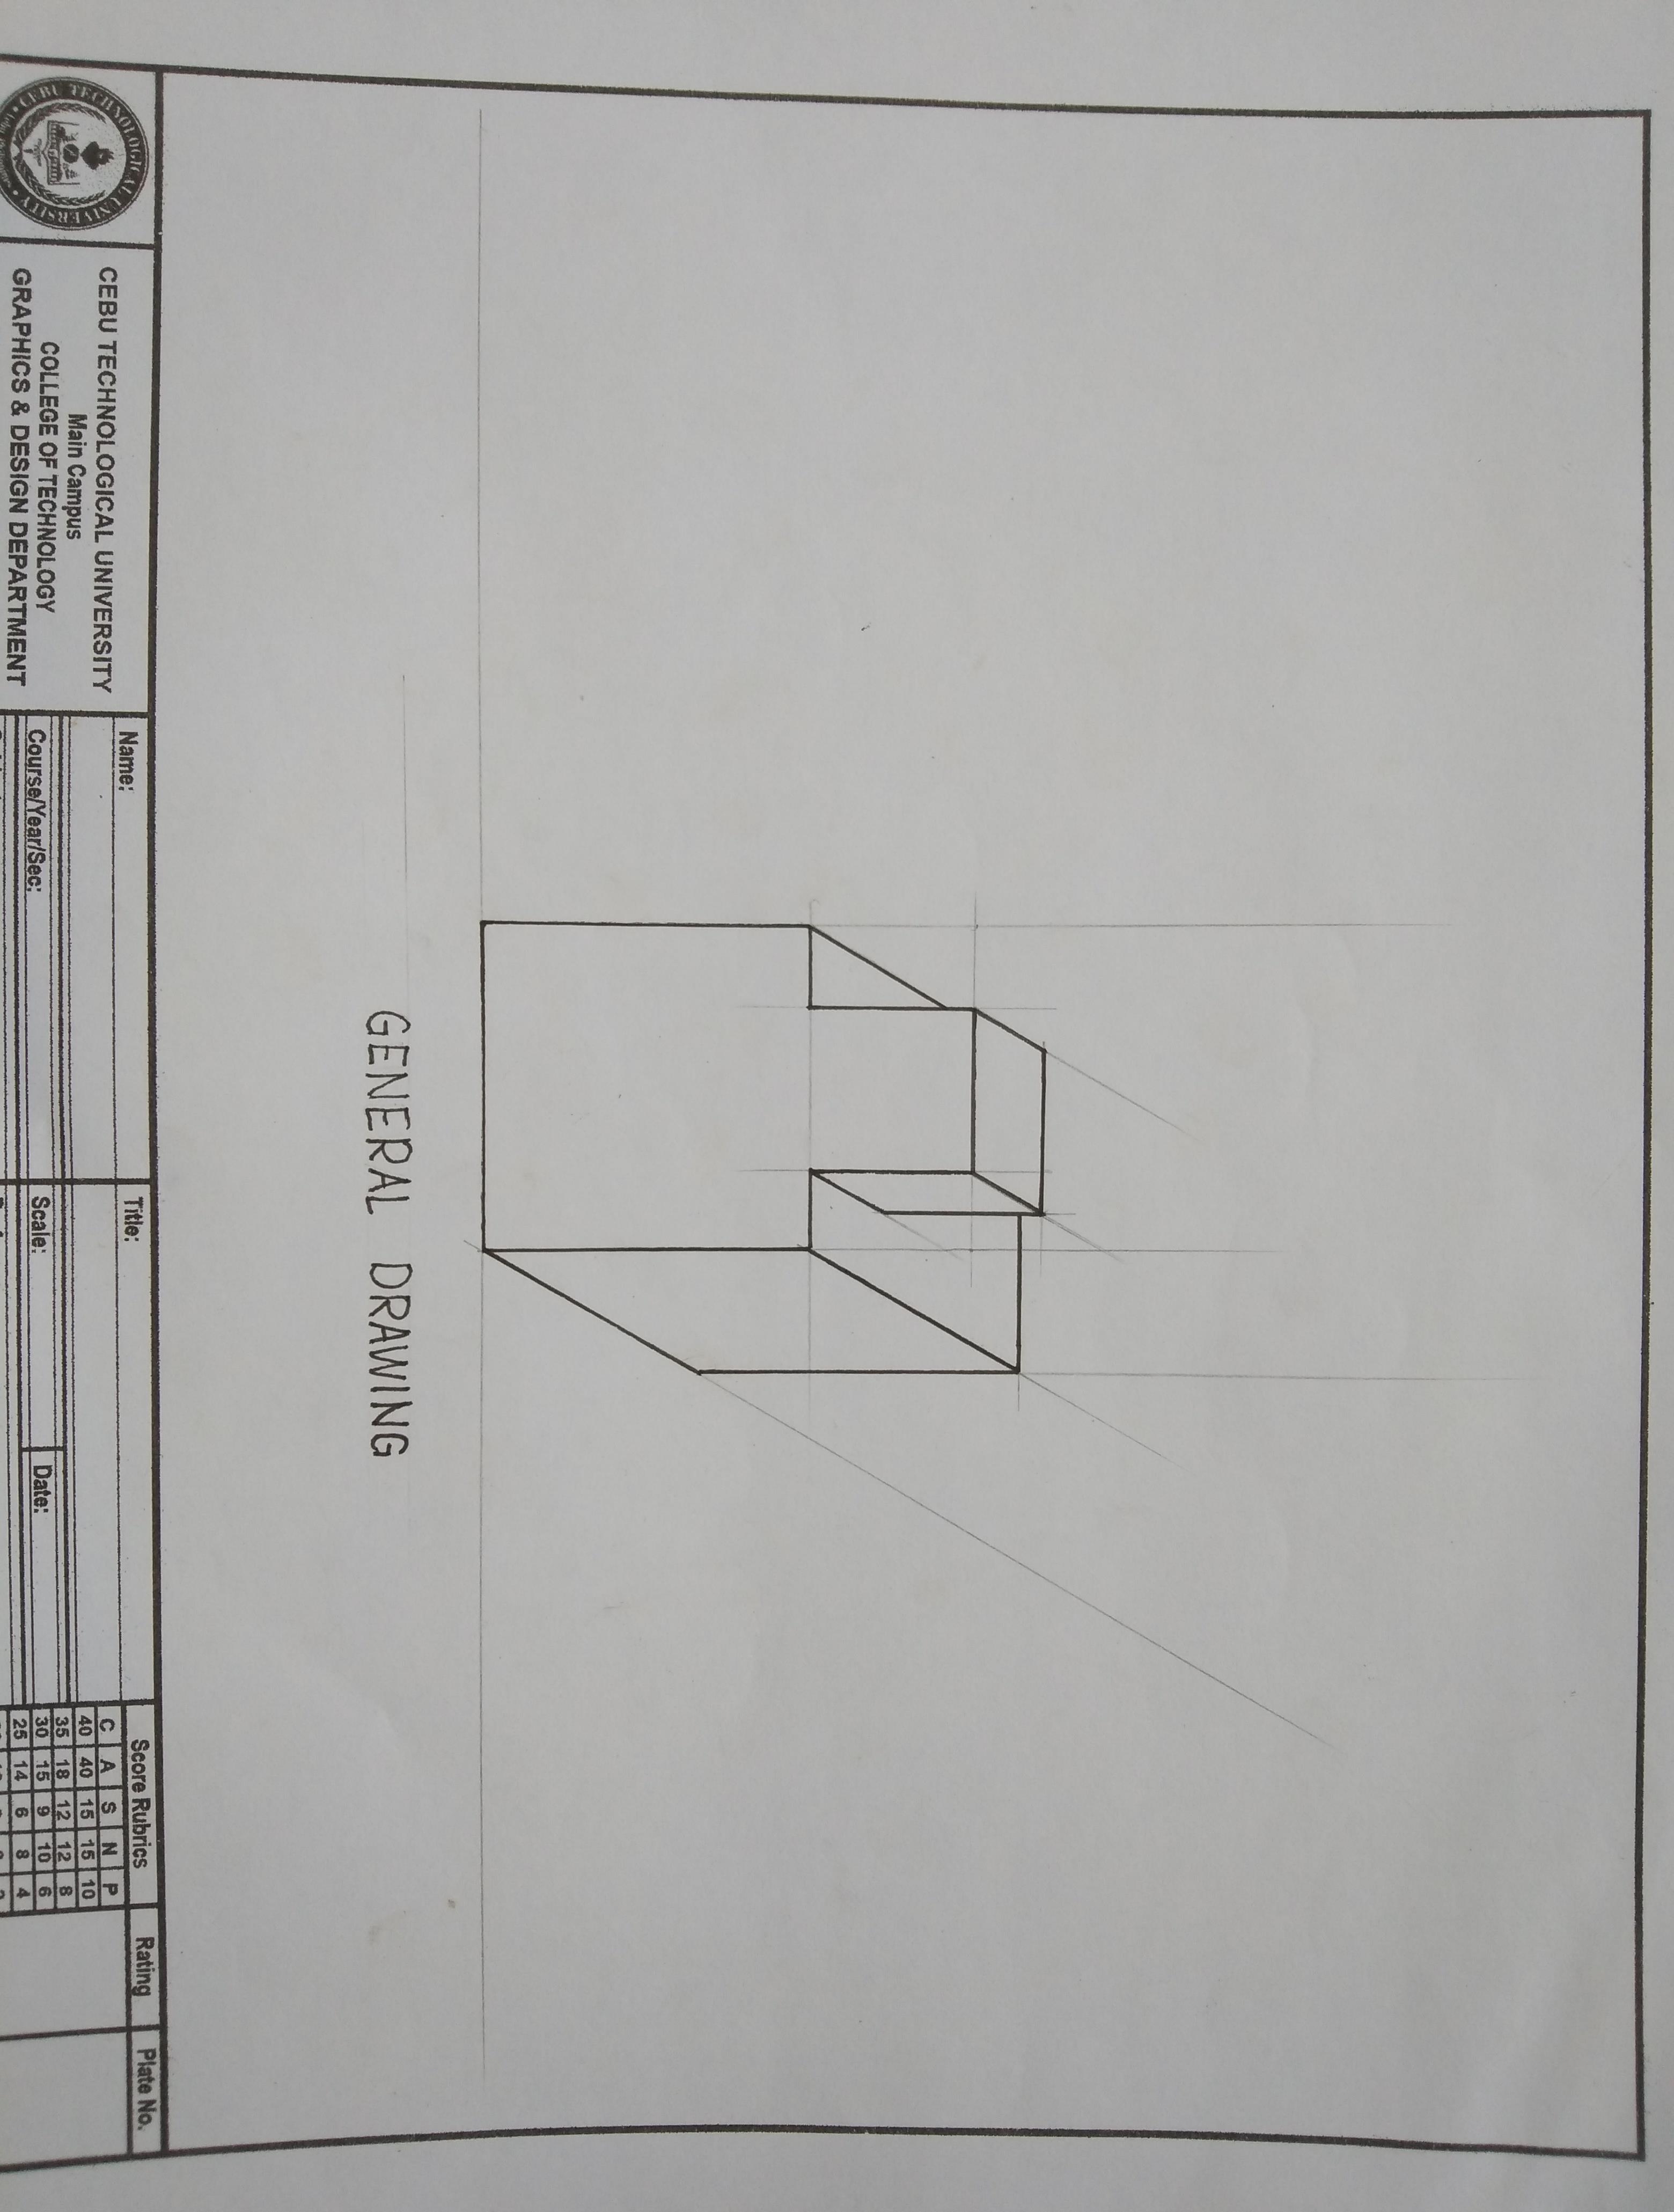 GENERAL DRAWING
CEBU TECHNOLOGICAL UNIVERSITY
CEBU TECHNOLOGICAL UNIVERSITY
Main Campus
COLLEGE OF TECHNOLOGY
GRAPHICS & DESIGN DEPARTMENT
Name:
Course/Year/Sec:
Title:
Scale:
Date:
Score Rubrics
C A S N P
40 40 15 15 10
35 18 12 12 8
30 15 9 10 6
25 14 6 8 4
Rating
Plate No.